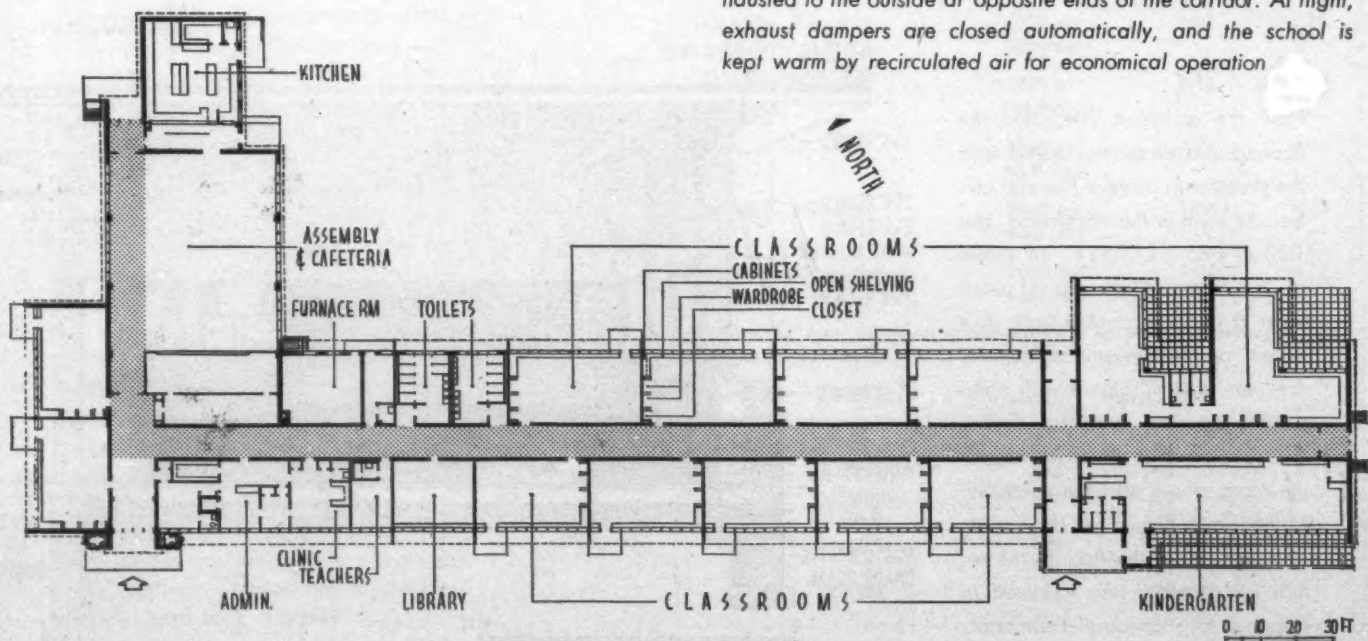 hausted to the outside at opposite ends of the corridor. At night,
exhaust dampers are closed automatically, and the school is
kept warm by recirculated air for economical operation
KITCHEN
NORTH
ASSEMBLY
& CAFETERIA
CLASSROOMS
CABINETS
OPEN SHELVING
WARDROBE
CLOSET
FURNACE RM
TOILETS
CLINIC
TEACHERS
ADMIN.
LIBRARY
CLASSROOMS
KINDERGARTEN
0 10 20 30 FT